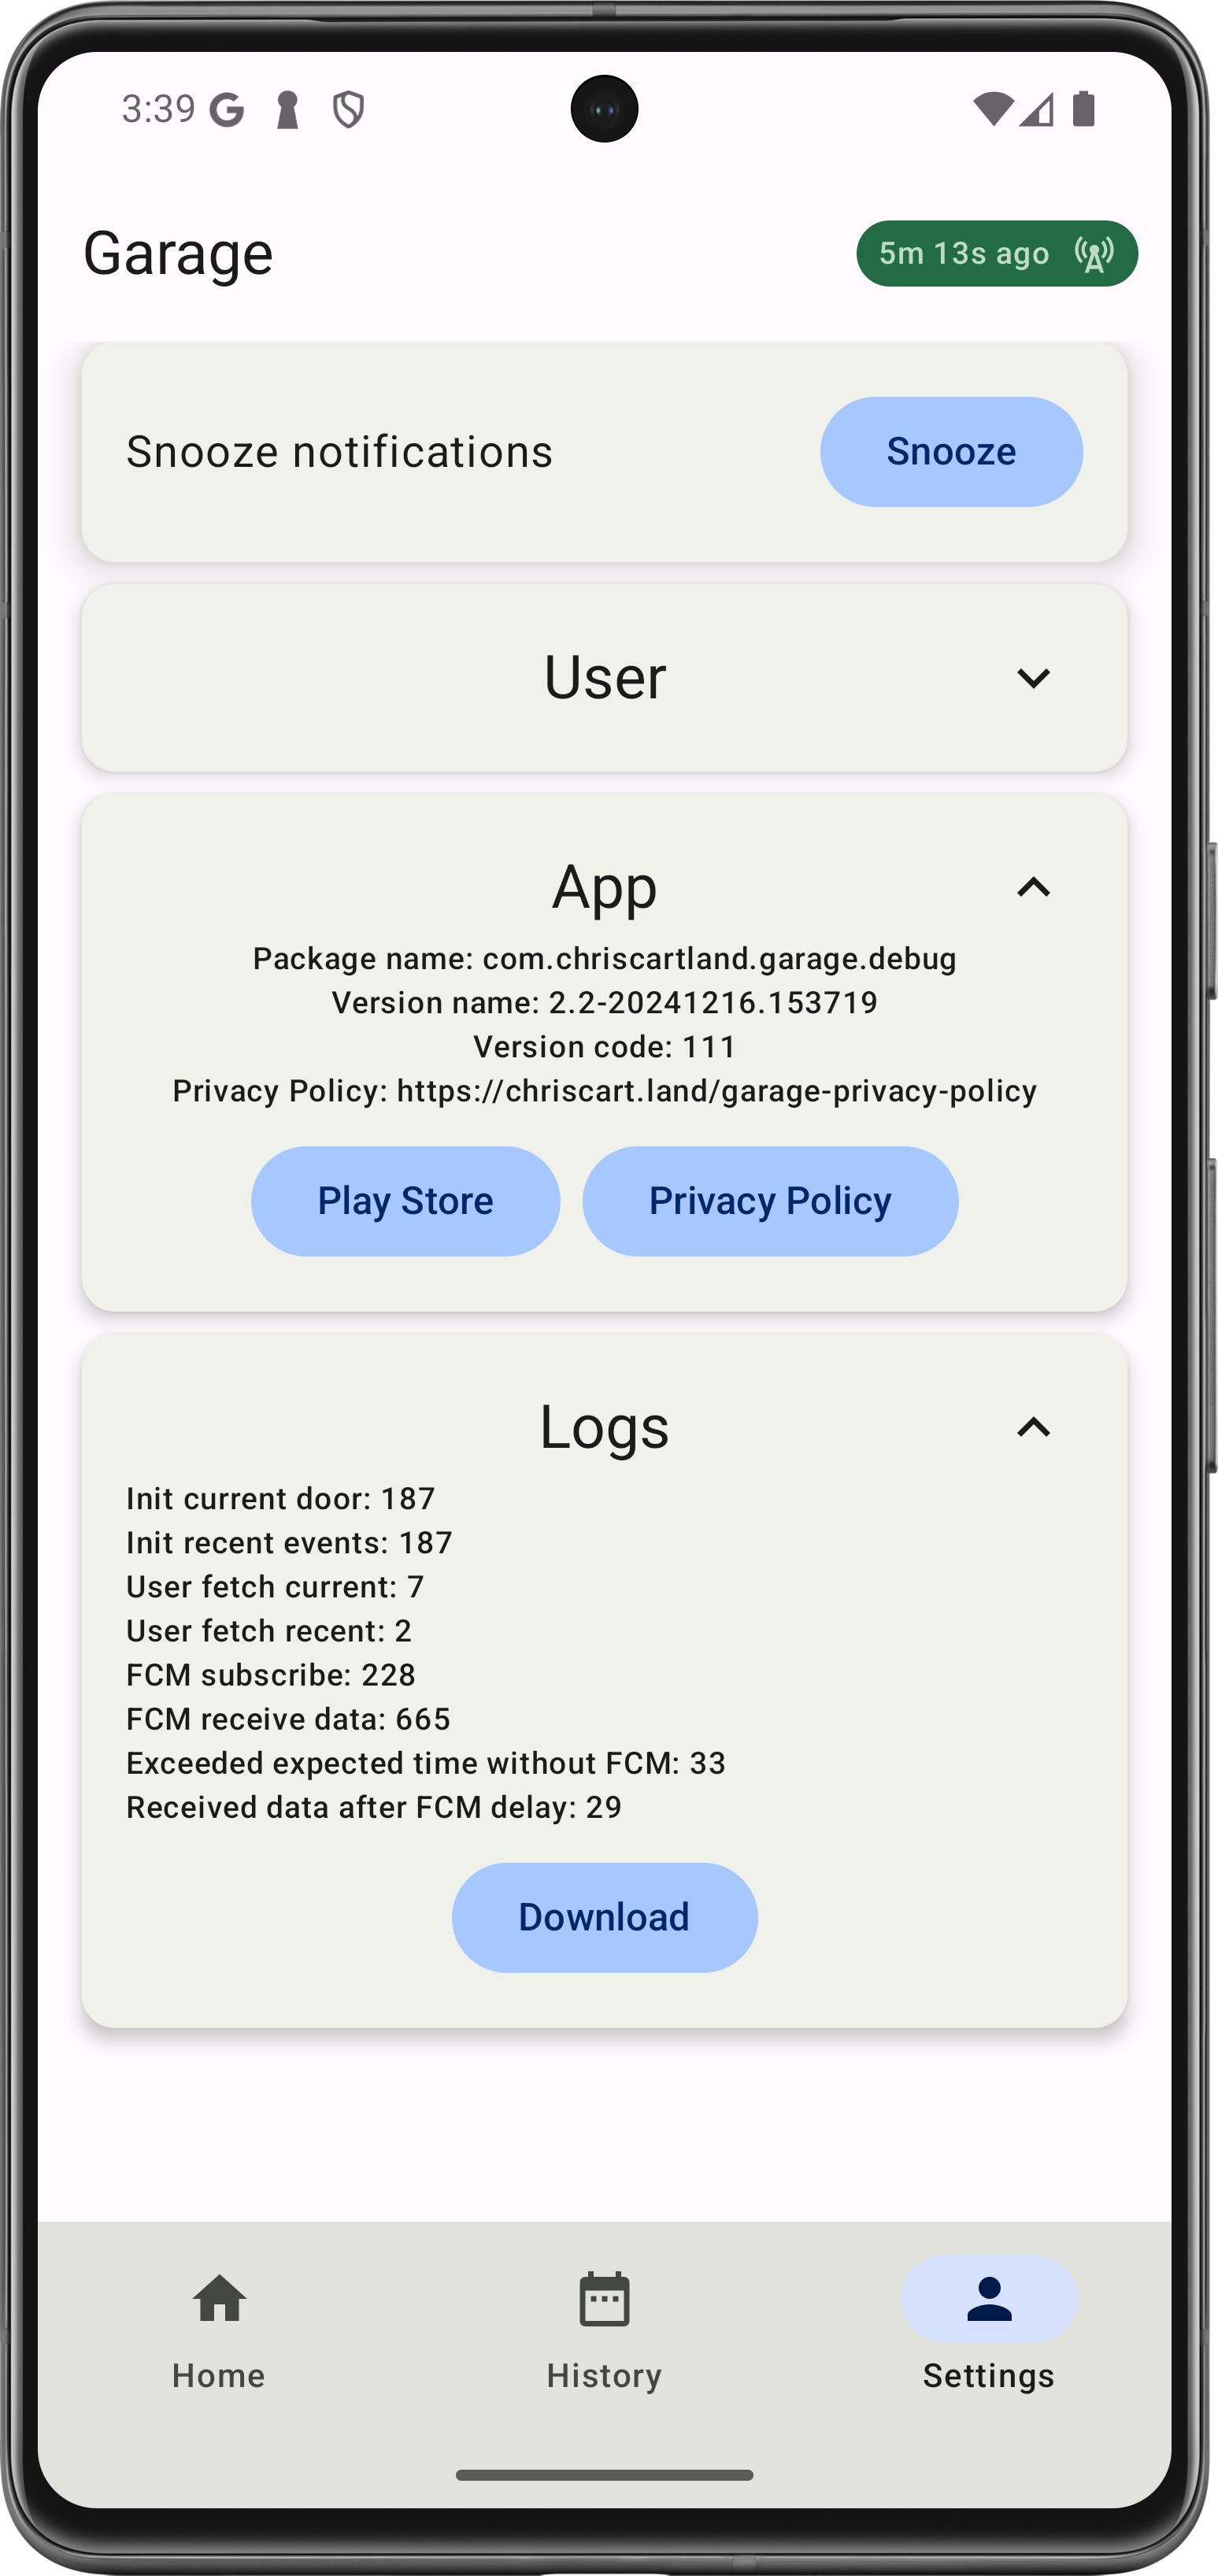 3:39
Garage
5m 13s ago
Snooze notifications
Snooze
User
App
Package name: com.chriscartland.garage.debug
Version name: 2.2-20241216.153719
Version code: 111
Privacy Policy: https://chriscart.land/garage-privacy-policy
Play Store
Privacy Policy
Logs
Init current door: 187
Init recent events: 187
User fetch current: 7
User fetch recent: 2
FCM subscribe: 228
FCM receive data: 665
Exceeded expected time without FCM: 33
Received data after FCM delay: 29
Download
Home
History
Settings